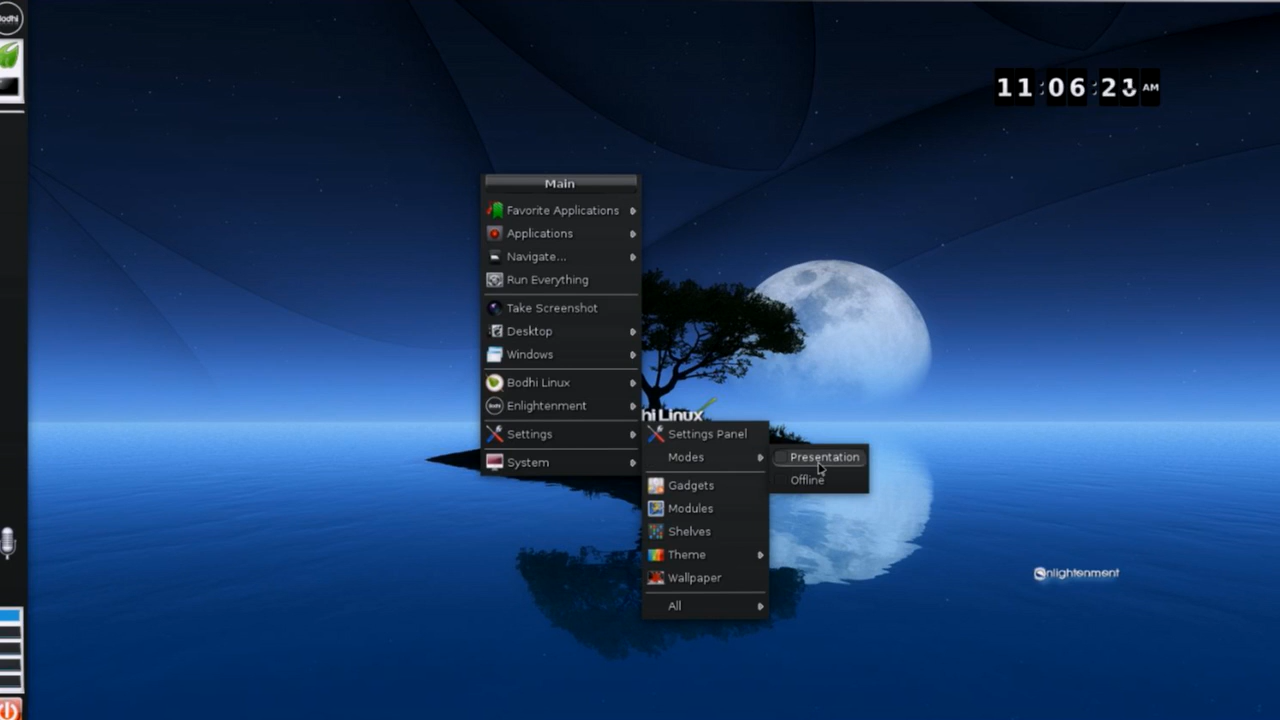 Bodhi
11:06:2 AM
Main
Favorite Applications
Applications
Navigate...
Run Everything
Take Screenshot
Desktop
Windows
Bodhi Linux
Enlightenment
Settings
System
hi Linux
Settings Panel
Modes
Gadgets
Modules
Shelves
Theme
Wallpaper
All
Presentation
Offline
Enlightenment